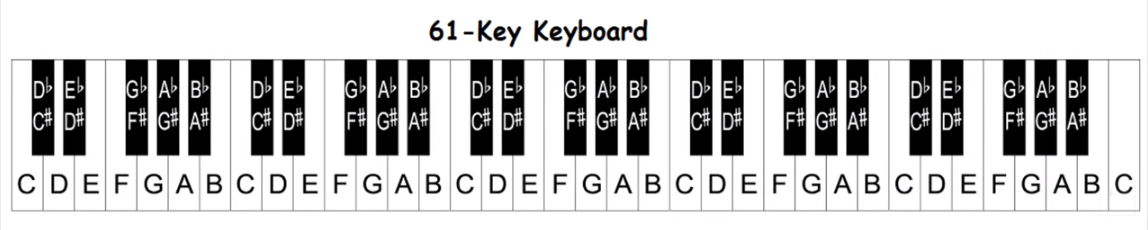 61-Key Keyboard
D♭ E♭ G♭ A♭ B♭ D♭ E♭ G♭ A♭ B♭ D♭ E♭ G♭ A♭ B♭ D♭ E♭ G♭ A♭ B♭ D♭ E♭ G♭ A♭ B♭
C# D# F# G# A# C# D# F# G# A# C# D# F# G# A# C# D# F# G# A# C# D# F# G# A#
C D E F G A B C D E F G A B C D E F G A B C D E F G A B C D E F G A B C